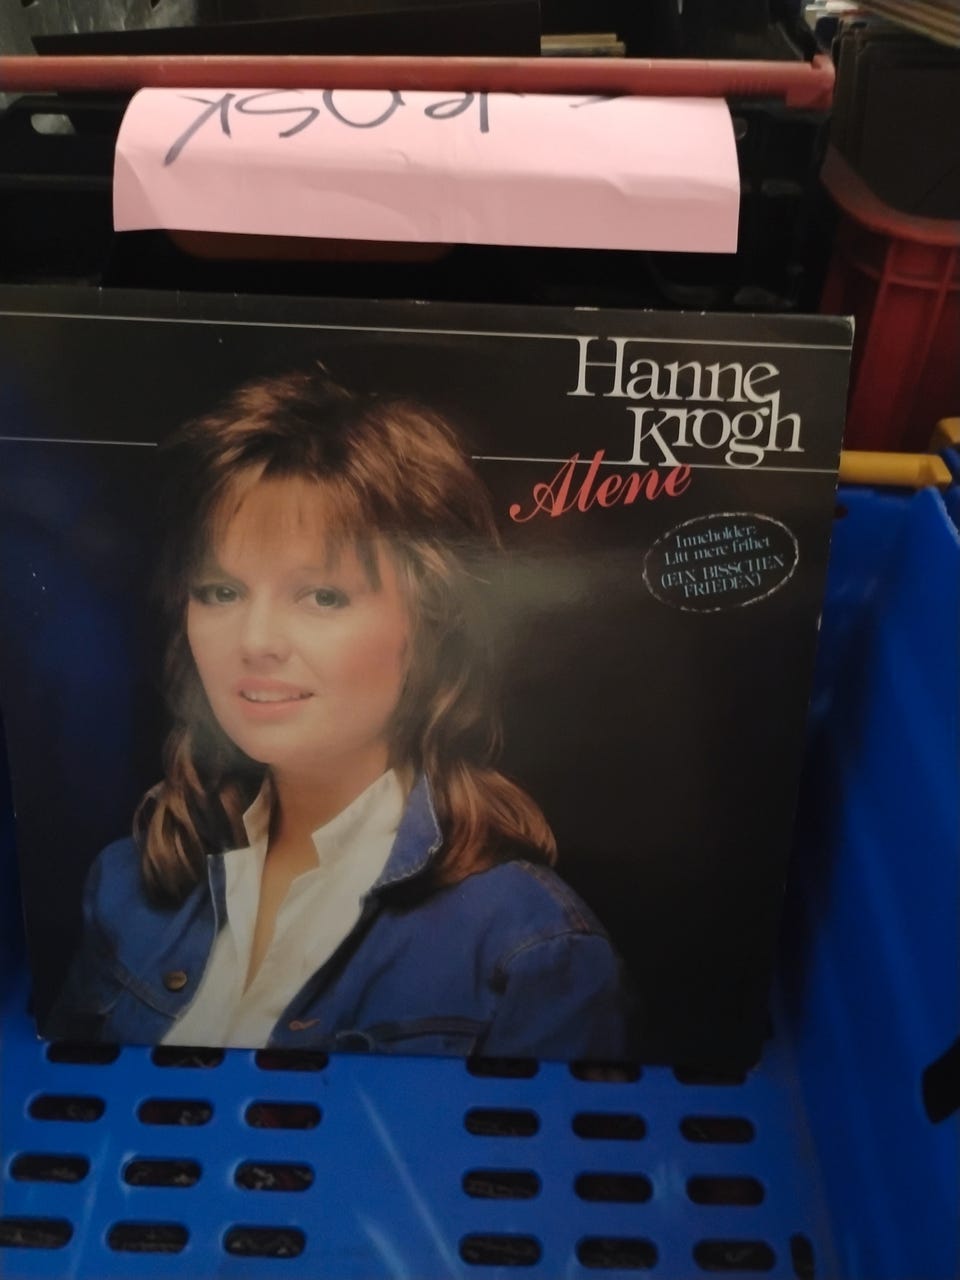 Hanne
Krogh
Alene
Inneholder:
Litt mere frihet
(EIN BISSCHEN
FRIEDEN)